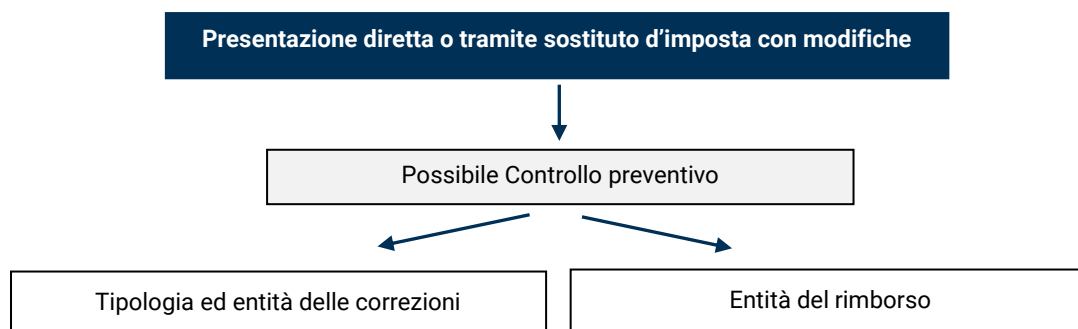 Presentazione diretta o tramite sostituto d’imposta con modifiche
Possibile Controllo preventivo
Tipologia ed entità delle correzioni
Entità del rimborso